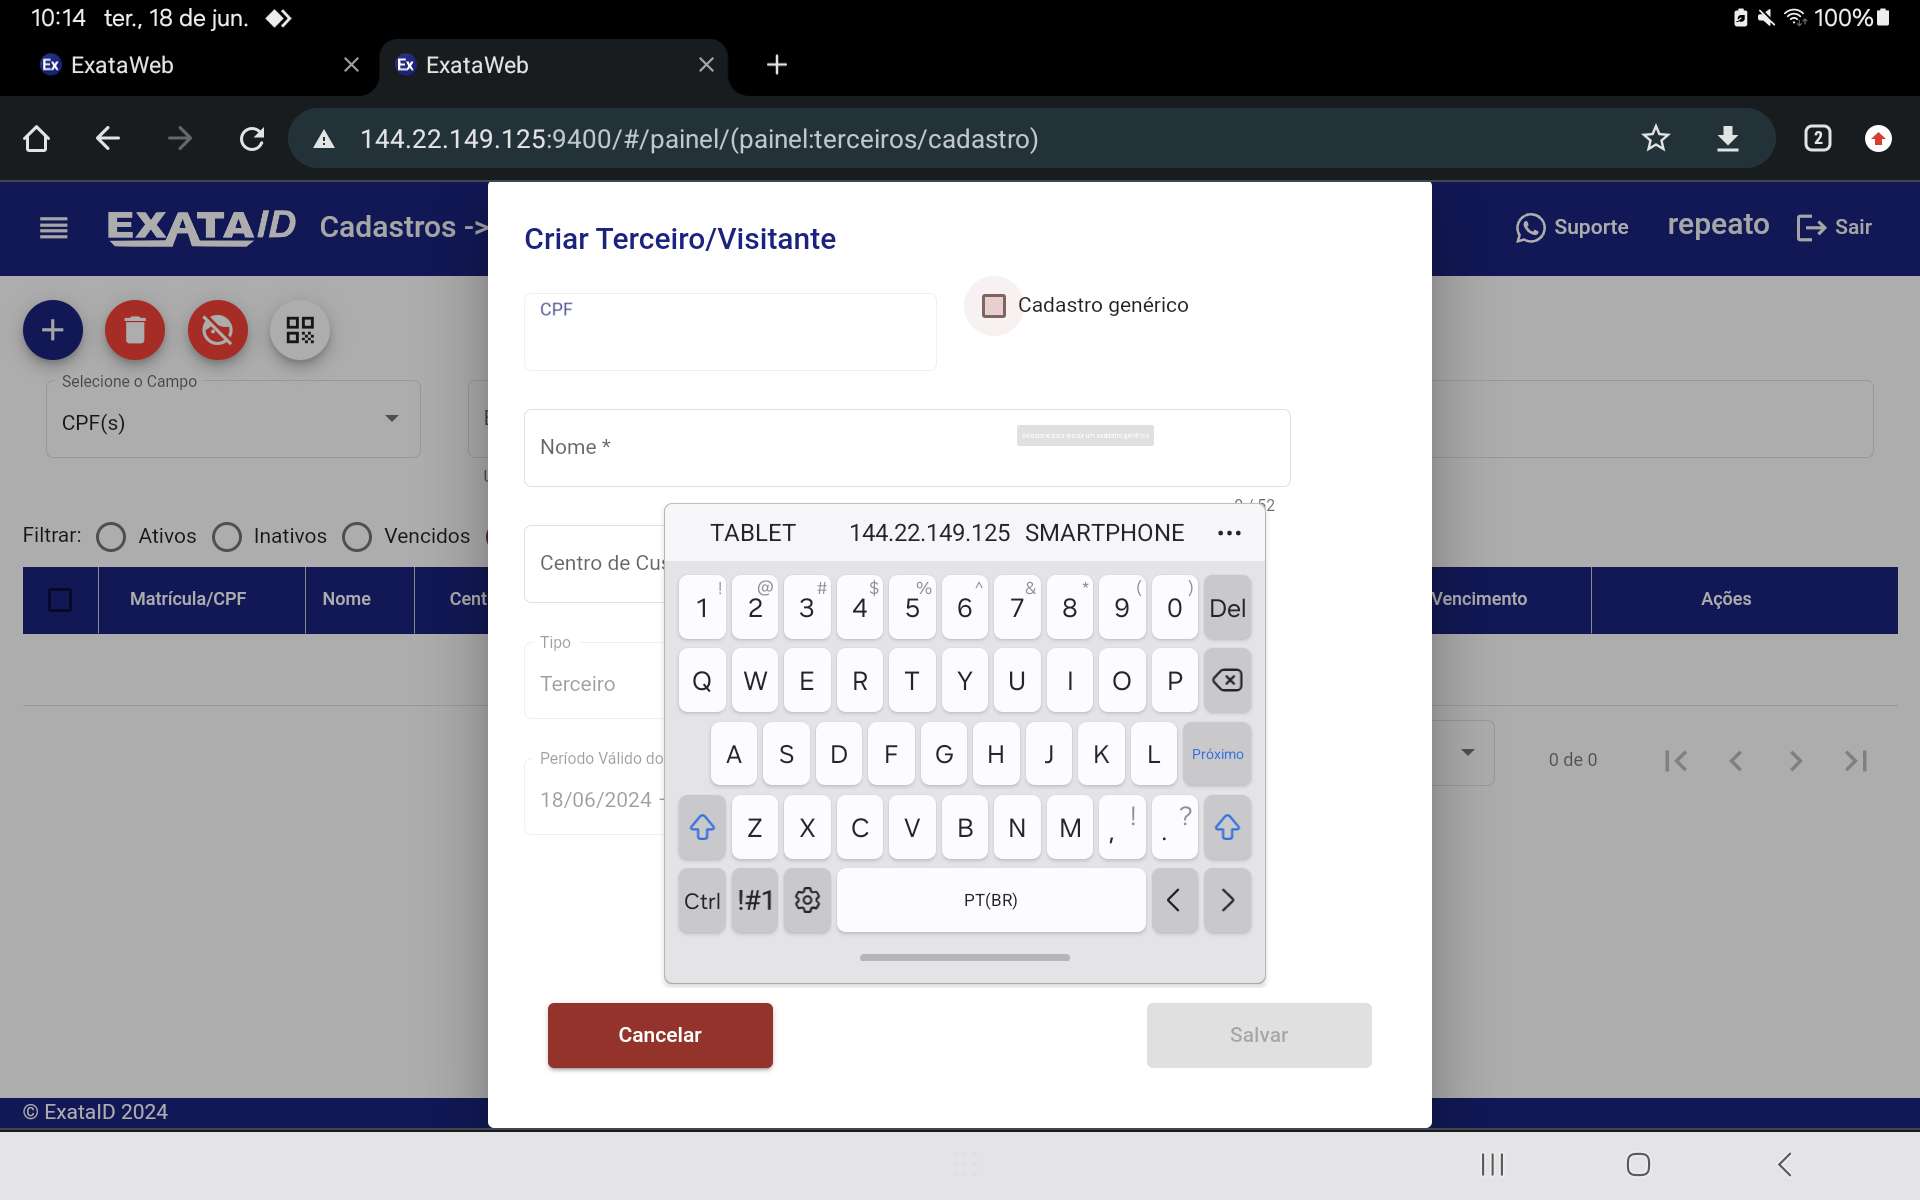 10:14 ter., 18 de jun.
100%
Ex ExataWeb
Ex ExataWeb
144.22.149.125:9400/#/painel/(painel:terceiros/cadastro)
2
EXATAID Cadastros ->
Suporte repeato Sair
Criar Terceiro/Visitante
CPF
Cadastro genérico
Selecione o Campo
CPF(s)
Nome *
Filtrar: Ativos Inativos Vencidos
Centro de Cus
Matrícula/CPF Nome Cent
Vencimento Ações
Tipo
Terceiro
Período Válido do
18/06/2024 -
0 de 0
TABLET 144.22.149.125 SMARTPHONE ...
! @ # $ % ^ & * ( )
1 2 3 4 5 6 7 8 9 0 Del
Q W E R T Y U I O P
A S D F G H J K L Próximo
Z X C V B N M , ! . ?
Ctrl !#1 PT(BR)
Cancelar
Salvar
© ExataID 2024